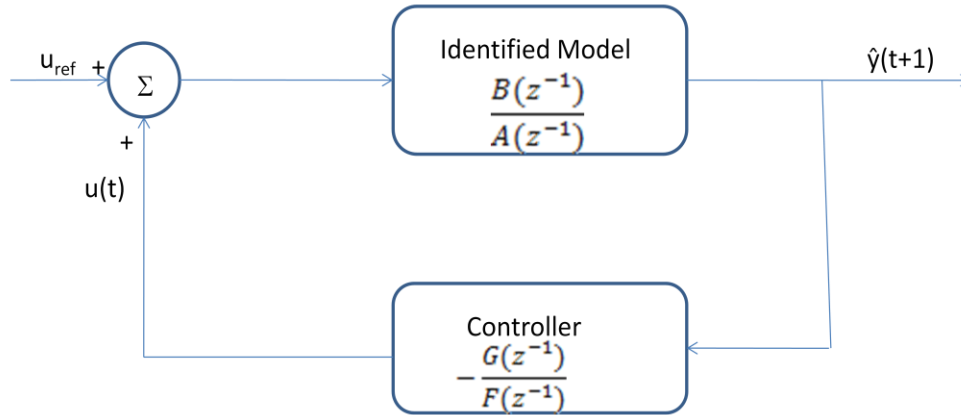 u_ref +
Σ
+
u(t)
Identified Model
B(z⁻¹)
A(z⁻¹)
ŷ(t+1)
Controller
− G(z⁻¹)
F(z⁻¹)